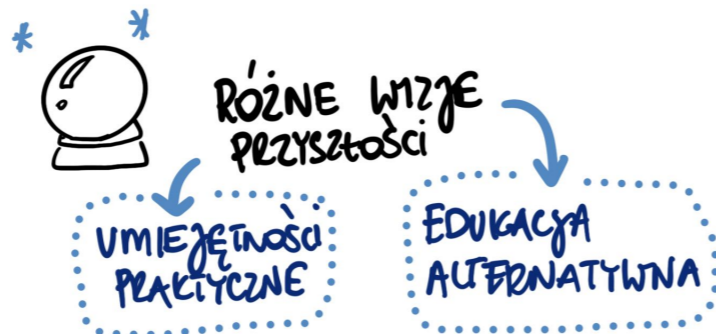 RÓŻNE WIZJE
PRZYSZŁOŚCI
UMIEJĘTNOŚCI
PRAKTYCZNE
EDUKACJA
ALTERNATYWNA